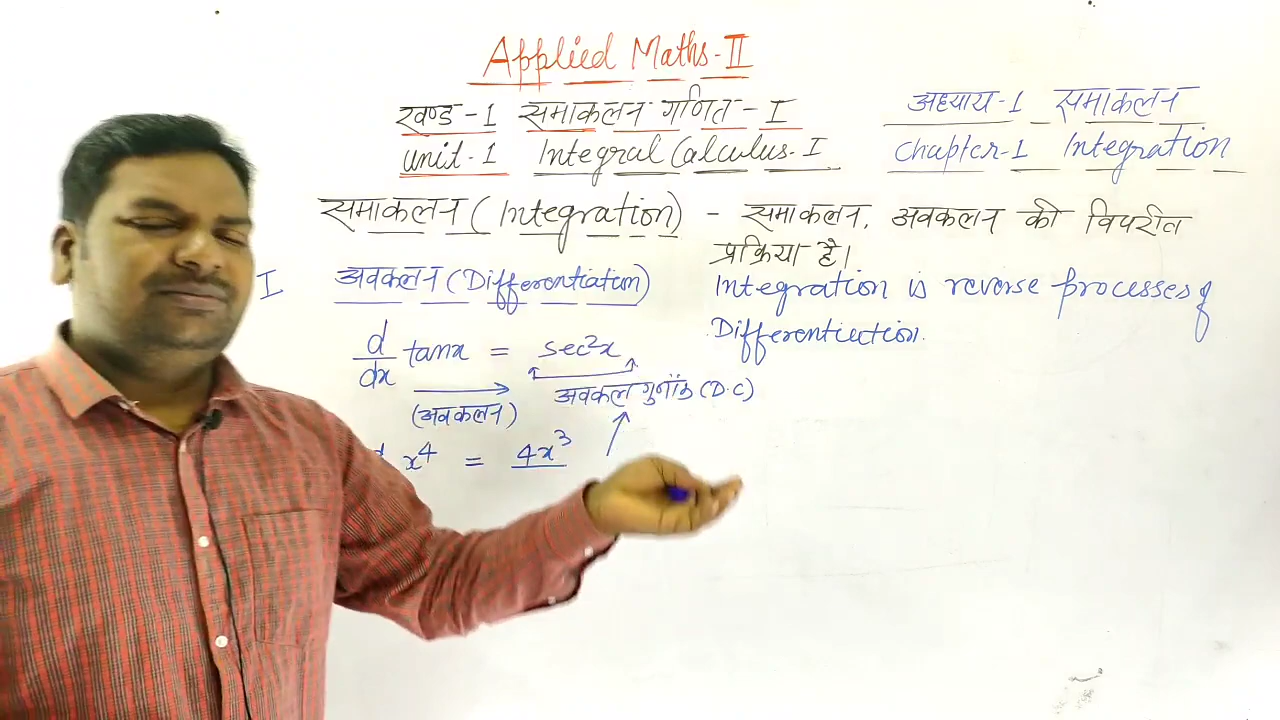 Applied Maths-II
खण्ड-1 समाकलन गणित-I
unit-1 Integral Calculus-I
अध्याय-1 समाकलन
chapter-1 Integration
समाकलन (Integration) - समाकलन, अवकलन की विपरीत
प्रक्रिया है।
Integration is reverse processes of
Differentiation.
I अवकलन (Differentiation)
d/dx tanx = sec²x
(अवकलन)
अवकल गुनांक (D.C)
x⁴ = 4x³